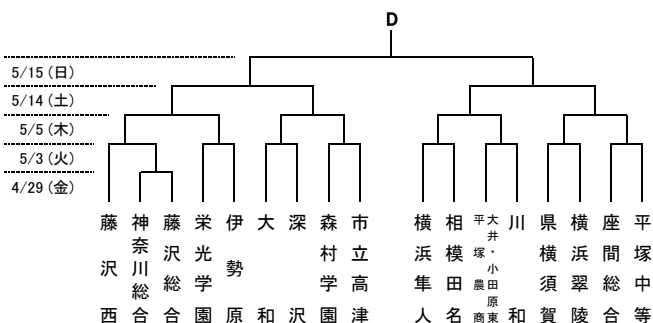 D
5/15(日)
5/14(土)
5/5(木)
5/3(火)
4/29(金)
藤沢西
神奈川総合
藤沢総合
栄光学園
伊勢原
大和
深沢
森村学園
市立高津
横浜隼人
相模田名
大井・小田原東
平塚農商
川和
県横須賀
横浜翠陵
座間総合
平塚中等